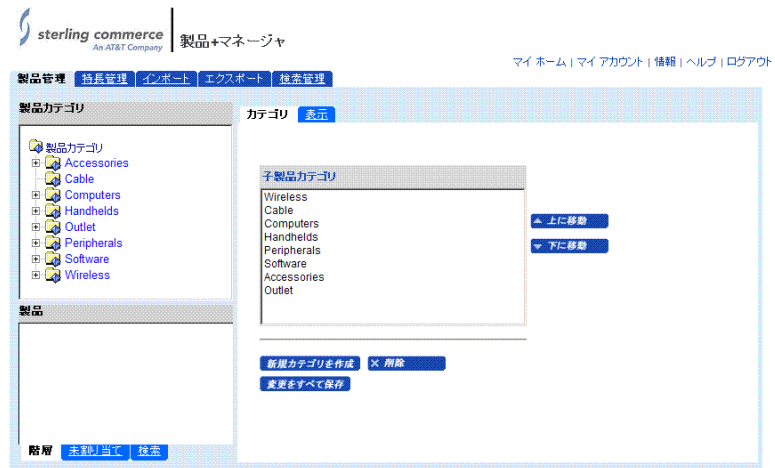 sterling commerce
An AT&T Company
製品+マネージャ
マイ ホーム | マイ アカウント | 情報 | ヘルプ | ログアウト
製品管理 特長管理 インポート エクスポート 検索管理
製品カテゴリ
製品カテゴリ
Accessories
Cable
Computers
Handhelds
Outlet
Peripherals
Software
Wireless
製品
階層 未割り当て 検索
カテゴリ 表示
子製品カテゴリ
Wireless
Cable
Computers
Handhelds
Peripherals
Software
Accessories
Outlet
上に移動
下に移動
新規カテゴリを作成 削除
変更をすべて保存